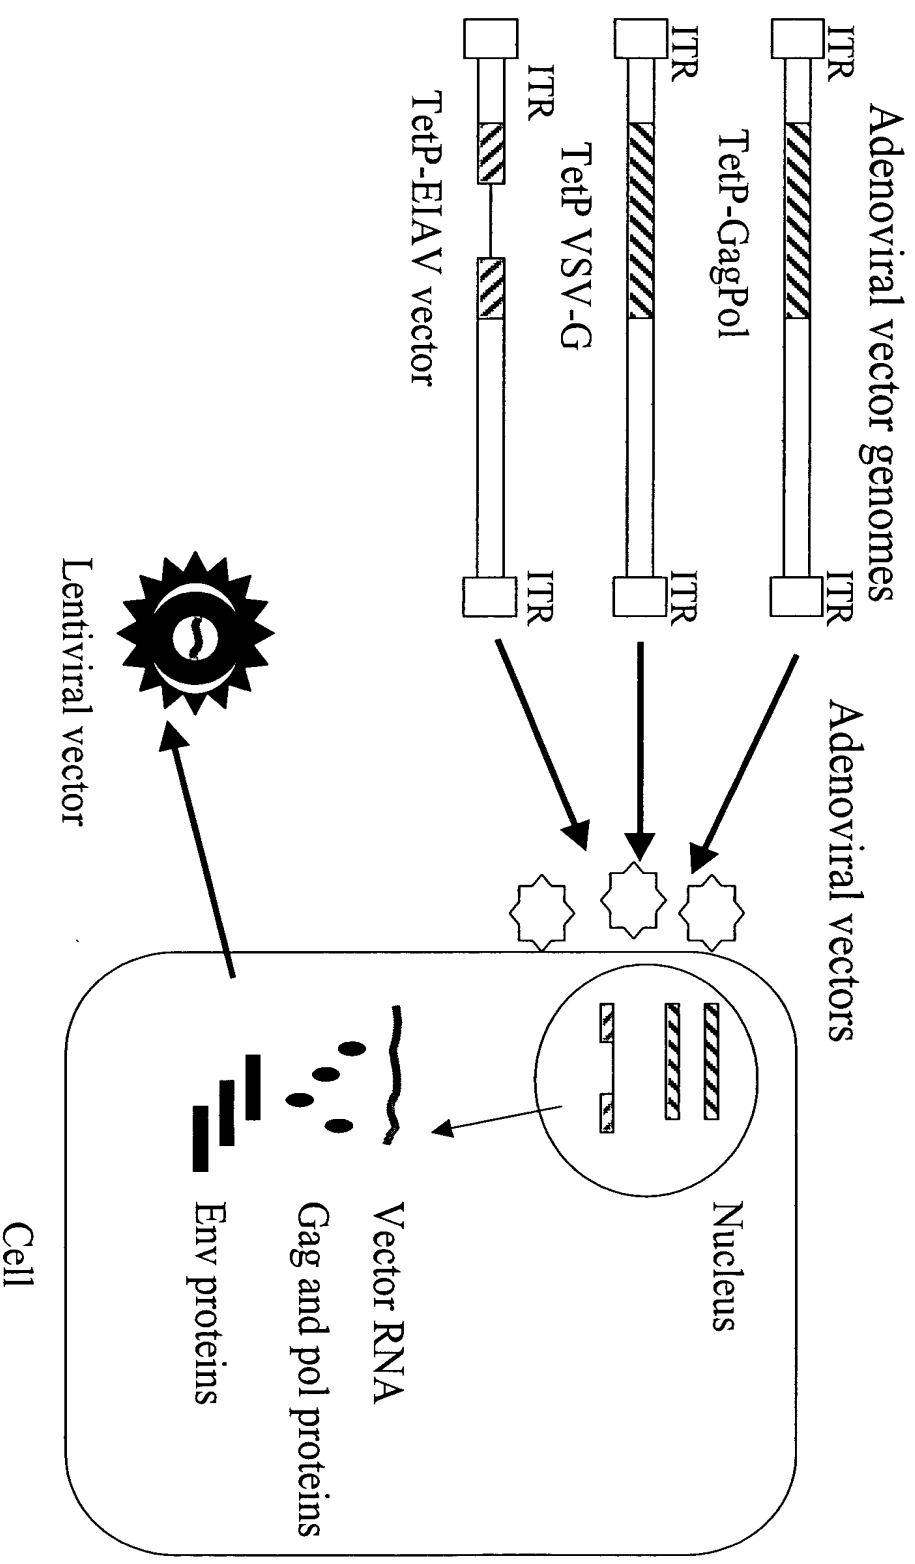 Adenoviral vector genomes
ITR
ITR
TetP-GagPol
ITR
ITR
TetP VSV-G
ITR
ITR
TetP-EIAV vector
Adenoviral vectors
Nucleus
Vector RNA
Gag and pol proteins
Env proteins
Lentiviral vector
Cell